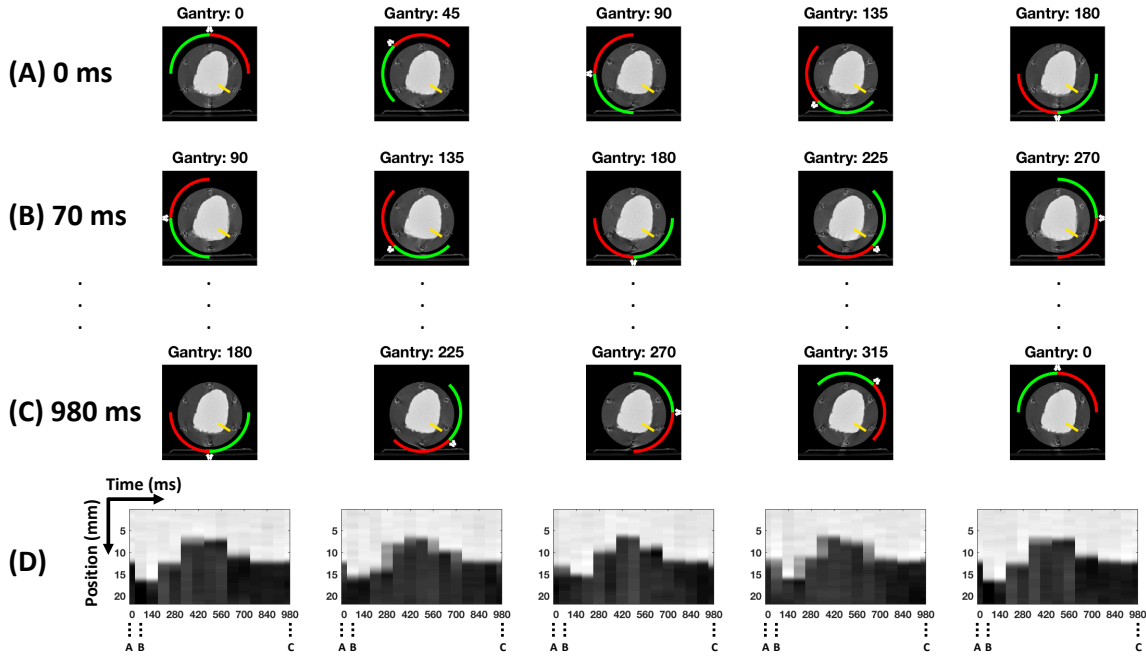 Gantry: 0 Gantry: 45 Gantry: 90 Gantry: 135 Gantry: 180
(A) 0 ms
Gantry: 90 Gantry: 135 Gantry: 180 Gantry: 225 Gantry: 270
(B) 70 ms
Gantry: 180 Gantry: 225 Gantry: 270 Gantry: 315 Gantry: 0
(C) 980 ms
Time (ms)
Position (mm)
(D)
5 5 5 5 5
10 10 10 10 10
15 15 15 15 15
20 20 20 20 20
0 140 280 420 560 700 840 980 0 140 280 420 560 700 840 980 0 140 280 420 560 700 840 980 0 140 280 420 560 700 840 980 0 140 280 420 560 700 840 980
A B C A B C A B C A B C A B C